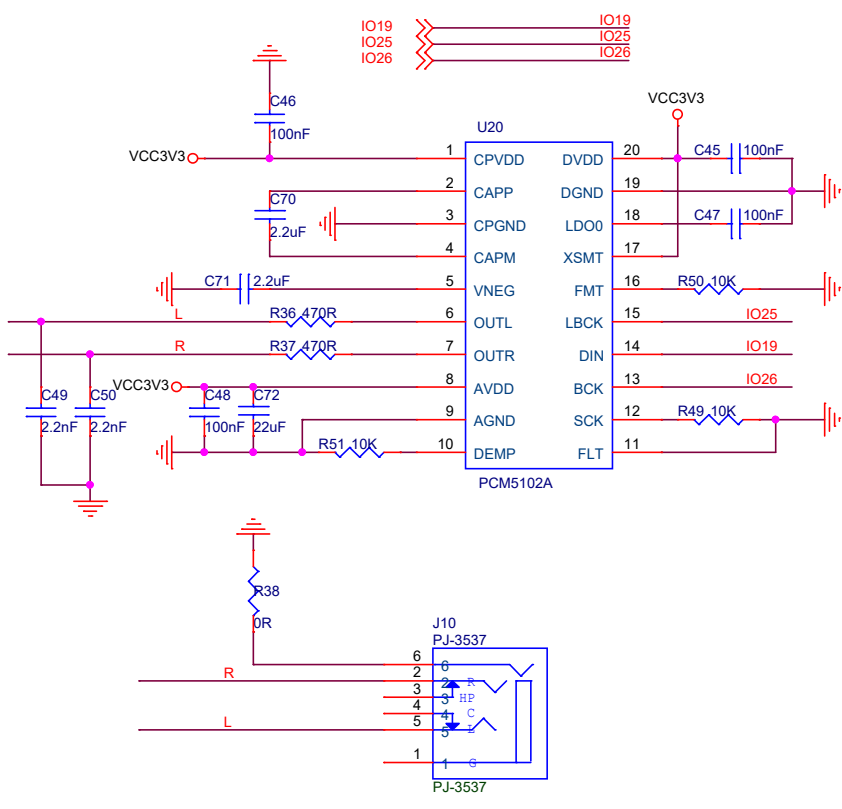 IO19 IO19
IO25 IO25
IO26 IO26
C46
100nF
VCC3V3
VCC3V3
U20
1 CPVDD DVDD 20
C45 100nF
2 CAPP DGND 19
C70
2.2uF
3 CPGND LDO0 18
C47 100nF
4 CAPM XSMT 17
C71 2.2uF
5 VNEG FMT 16
R50 10K
L
R36 470R
6 OUTL LBCK 15
IO25
R
R37 470R
7 OUTR DIN 14
IO19
VCC3V3
8 AVDD BCK 13
IO26
C49
2.2nF
C50
2.2nF
C48
100nF
C72
22uF
9 AGND SCK 12
R49 10K
R51 10K
10 DEMP FLT 11
PCM5102A
R38
0R
J10
PJ-3537
6 6
R 2 2 R
3 3 HP
4 4 C
L 5 5 L
1 1 G
PJ-3537